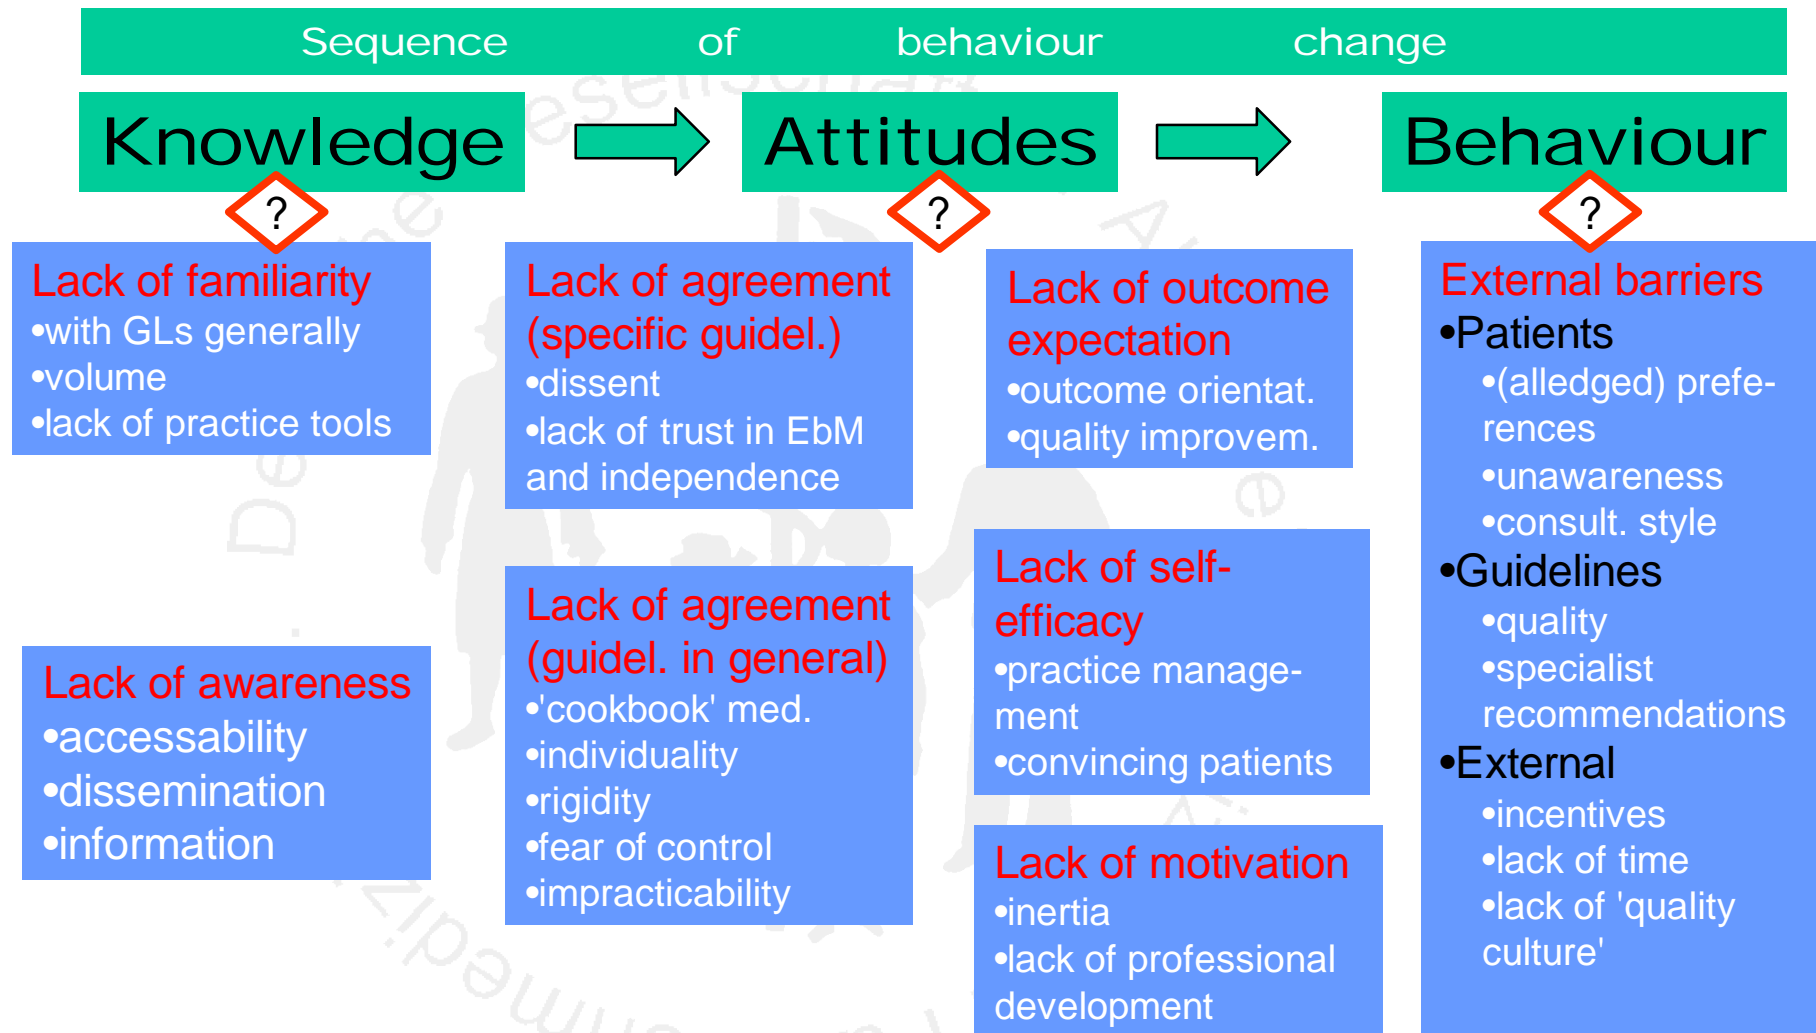 Sequence of behaviour change
Knowledge
Attitudes
Behaviour
?
?
?
Lack of familiarity
•with GLs generally
•volume
•lack of practice tools
Lack of awareness
•accessability
•dissemination
•information
Lack of agreement
(specific guidel.)
•dissent
•lack of trust in EbM
and independence
Lack of agreement
(guidel. in general)
•'cookbook' med.
•individuality
•rigidity
•fear of control
•impracticability
Lack of outcome
expectation
•outcome orientat.
•quality improvem.
Lack of self-
efficacy
•practice manage-
ment
•convincing patients
Lack of motivation
•inertia
•lack of professional
development
External barriers
•Patients
•(alledged) prefe-
rences
•unawareness
•consult. style
•Guidelines
•quality
•specialist
recommendations
•External
•incentives
•lack of time
•lack of 'quality
culture'